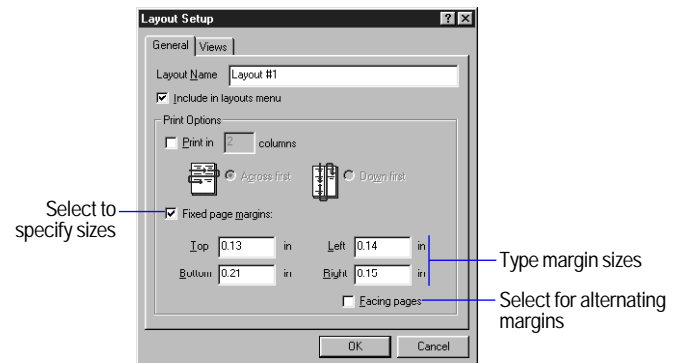 Layout Setup
General Views
Layout Name Layout #1
Include in layouts menu
Print Options
Print in 2 columns
Across first Down first
Select to
specify sizes
Fixed page margins:
Top 0.13 in Left 0.14 in
Bottom 0.21 in Right 0.15 in
Type margin sizes
Facing pages
Select for alternating
margins
OK Cancel